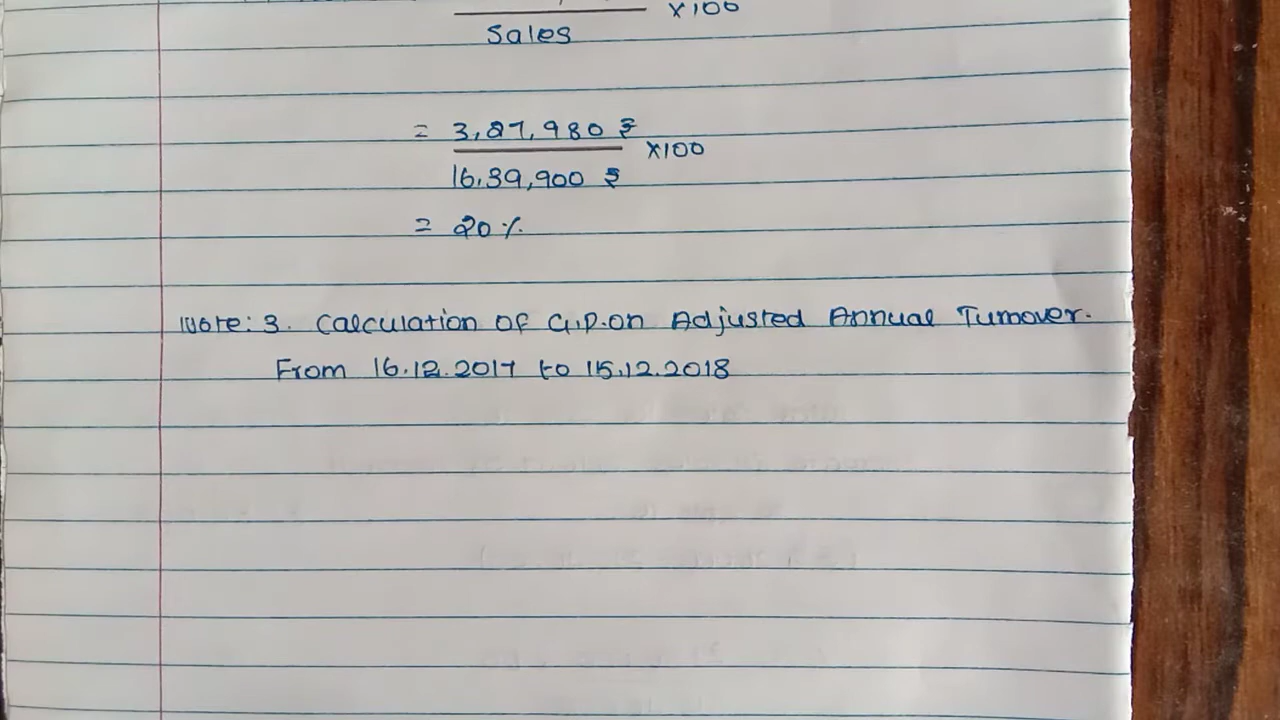 ×100
Sales
= 3,27,980 ₹
×100
16,39,900 ₹
= 20%
Note: 3. Calculation of G.P. on Adjusted Annual Turnover.
From 16.12.2017 to 15.12.2018